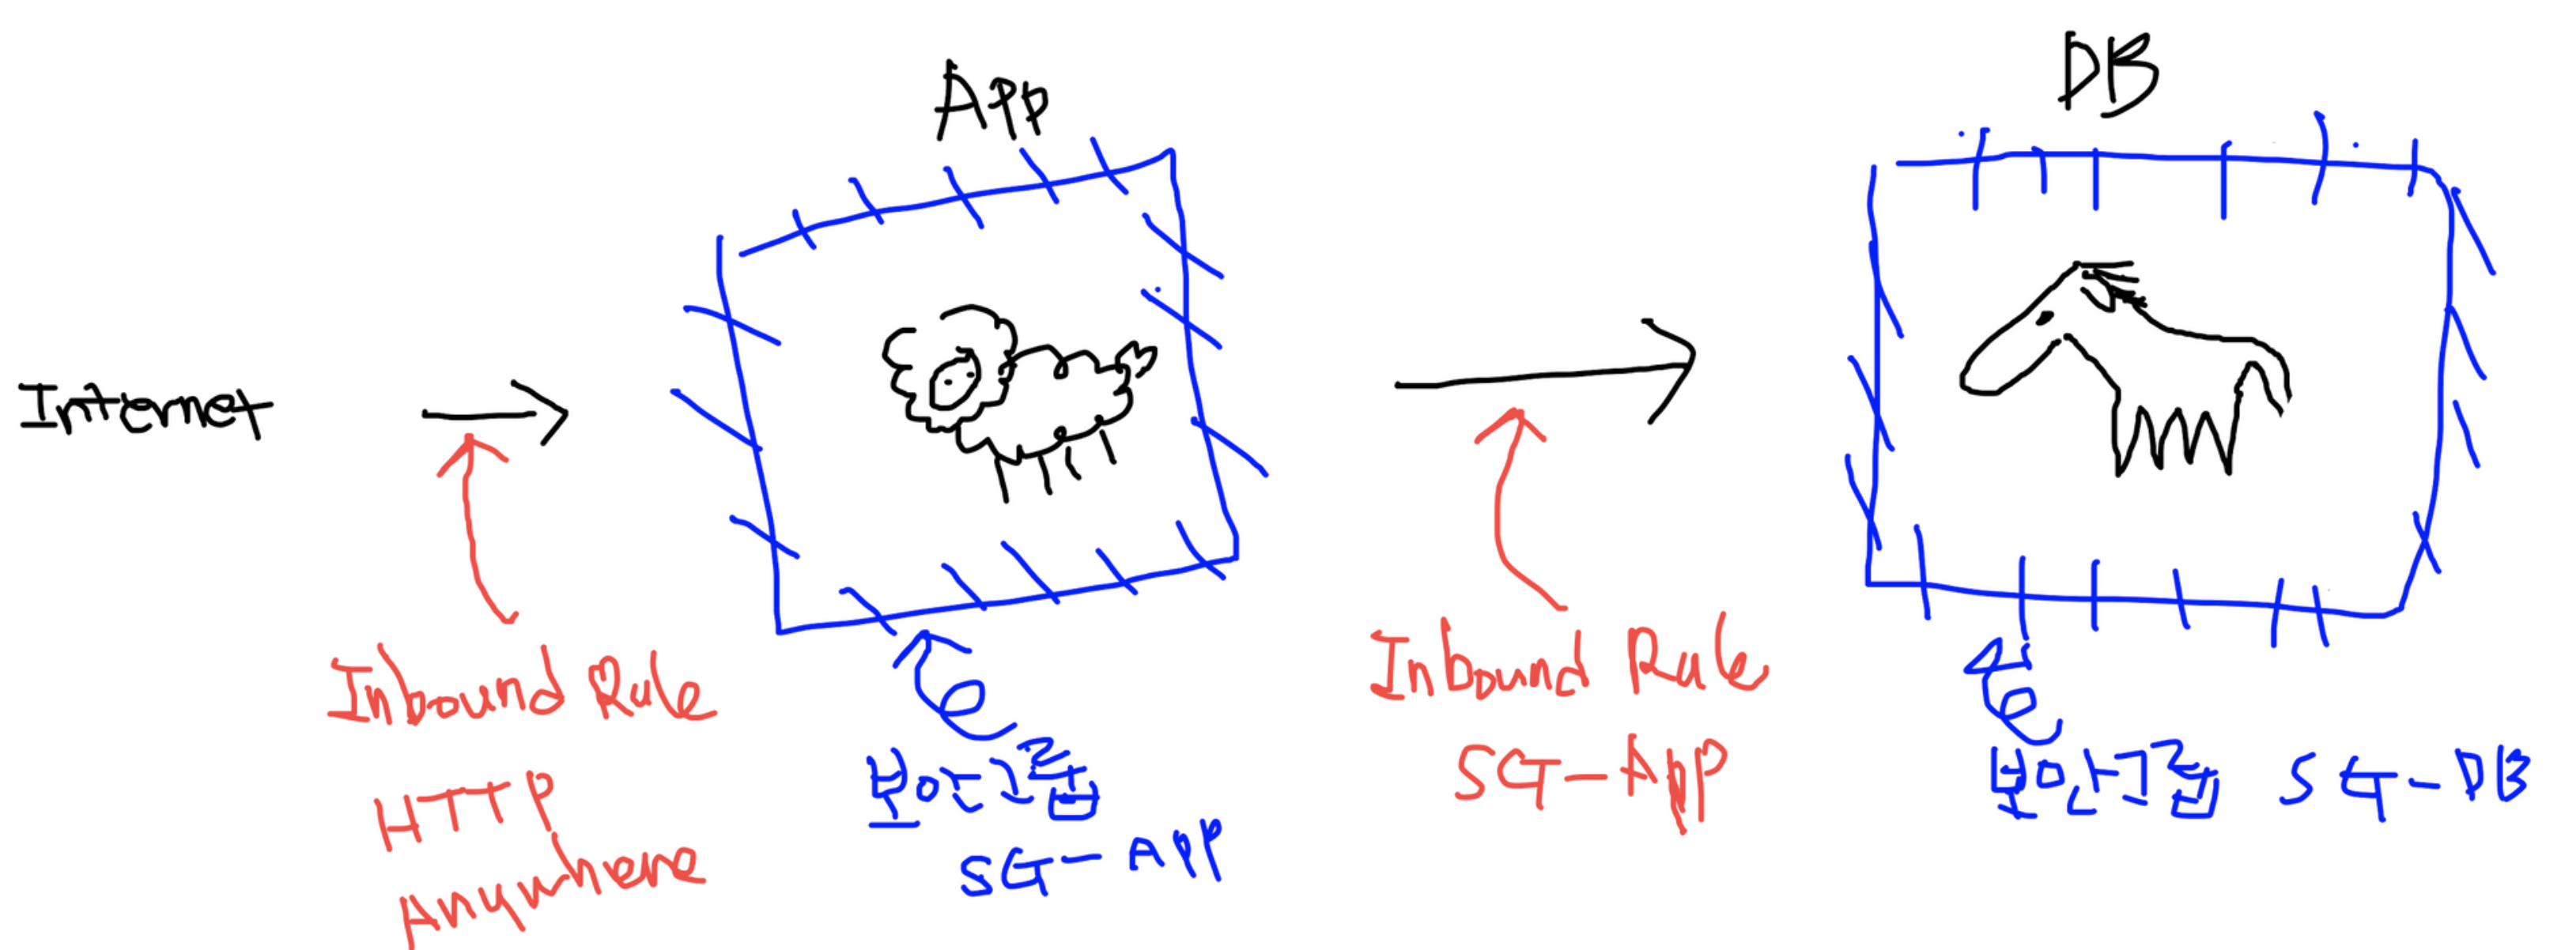 App
DB
Internet
Inbound Rule
HTTP
Anywhere
보안그룹
SG-App
Inbound Rule
SG-App
보안그룹 SG-DB